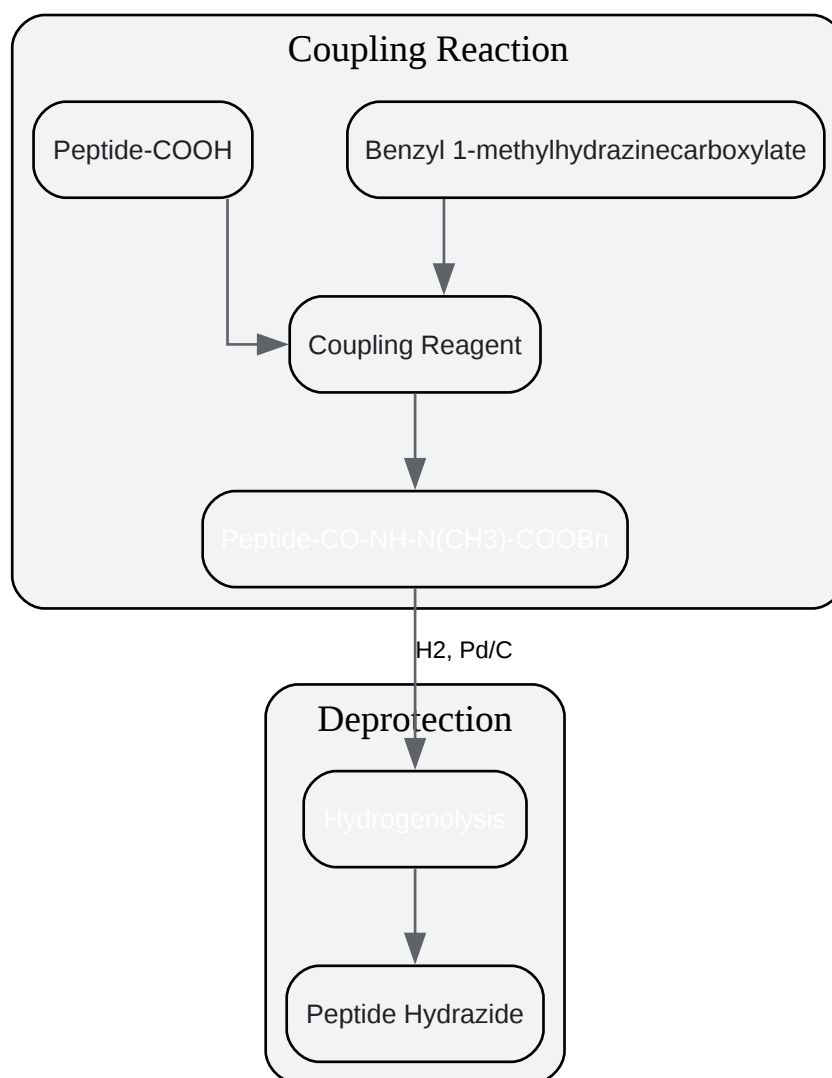 Coupling Reaction
Peptide-COOH
Benzyl 1-methylhydrazinecarboxylate
Coupling Reagent
Peptide-CO-NH-N(CH3)-COOBn
H2, Pd/C
Deprotection
Hydrogenolysis
Peptide Hydrazide